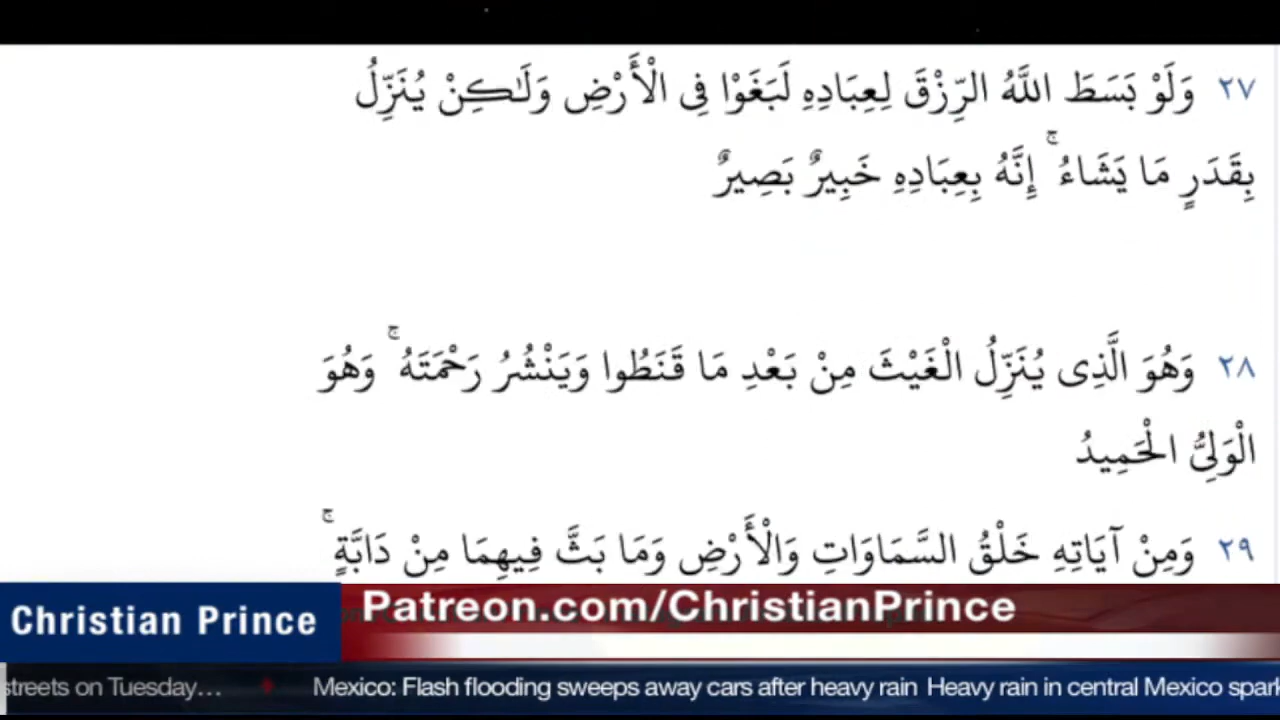 ٢٧ وَلَوْ بَسَطَ اللَّهُ الرِّزْقَ لِعِبَادِهِ لَبَغَوْا فِى الْأَرْضِ وَلَٰكِنْ يُنَزِّلُ
بِقَدَرٍ مَا يَشَاءُ ۚ إِنَّهُ بِعِبَادِهِ خَبِيرٌ بَصِيرٌ
٢٨ وَهُوَ الَّذِى يُنَزِّلُ الْغَيْثَ مِنْ بَعْدِ مَا قَنَطُوا وَيَنْشُرُ رَحْمَتَهُ ۚ وَهُوَ
الْوَلِىُّ الْحَمِيدُ
٢٩ وَمِنْ آيَاتِهِ خَلْقُ السَّمَاوَاتِ وَالْأَرْضِ وَمَا بَثَّ فِيهِمَا مِنْ دَابَّةٍ ۚ
Christian Prince
Patreon.com/ChristianPrince
streets on Tuesday... Mexico: Flash flooding sweeps away cars after heavy rain Heavy rain in central Mexico spar